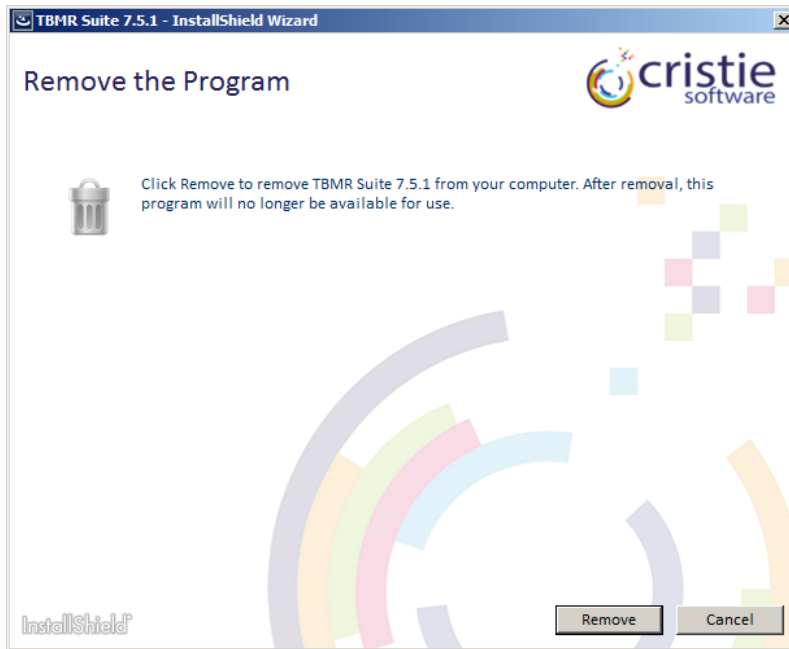 TBMR Suite 7.5.1 - InstallShield Wizard
Remove the Program
cristie
software
Click Remove to remove TBMR Suite 7.5.1 from your computer. After removal, this
program will no longer be available for use.
InstallShield
Remove
Cancel